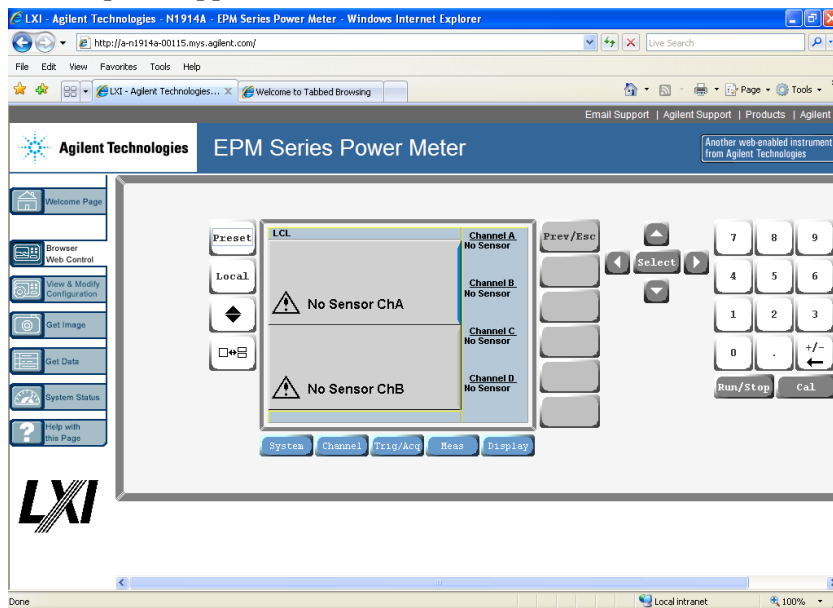 LXI - Agilent Technologies - N1914A - EPM Series Power Meter - Windows Internet Explorer
http://a-n1914a-00115.mys.agilent.com/
Live Search
File Edit View Favorites Tools Help
LXI - Agilent Technologies... X Welcome to Tabbed Browsing
Page Tools
Email Support | Agilent Support | Products | Agilent
Agilent Technologies
EPM Series Power Meter
Another web-enabled instrument
from Agilent Technologies
Welcome Page
Browser
Web Control
View & Modify
Configuration
Get Image
Get Data
System Status
Help with
this Page
LXI
Preset
Local
LCL
No Sensor ChA
No Sensor ChB
Channel A
No Sensor
Channel B
No Sensor
Channel C
No Sensor
Channel D
No Sensor
System Channel Trig/Acq Meas Display
Prev/Esc
Select
7 8 9
4 5 6
1 2 3
0 . +/-
Run/Stop Cal
Done
Local intranet
100%